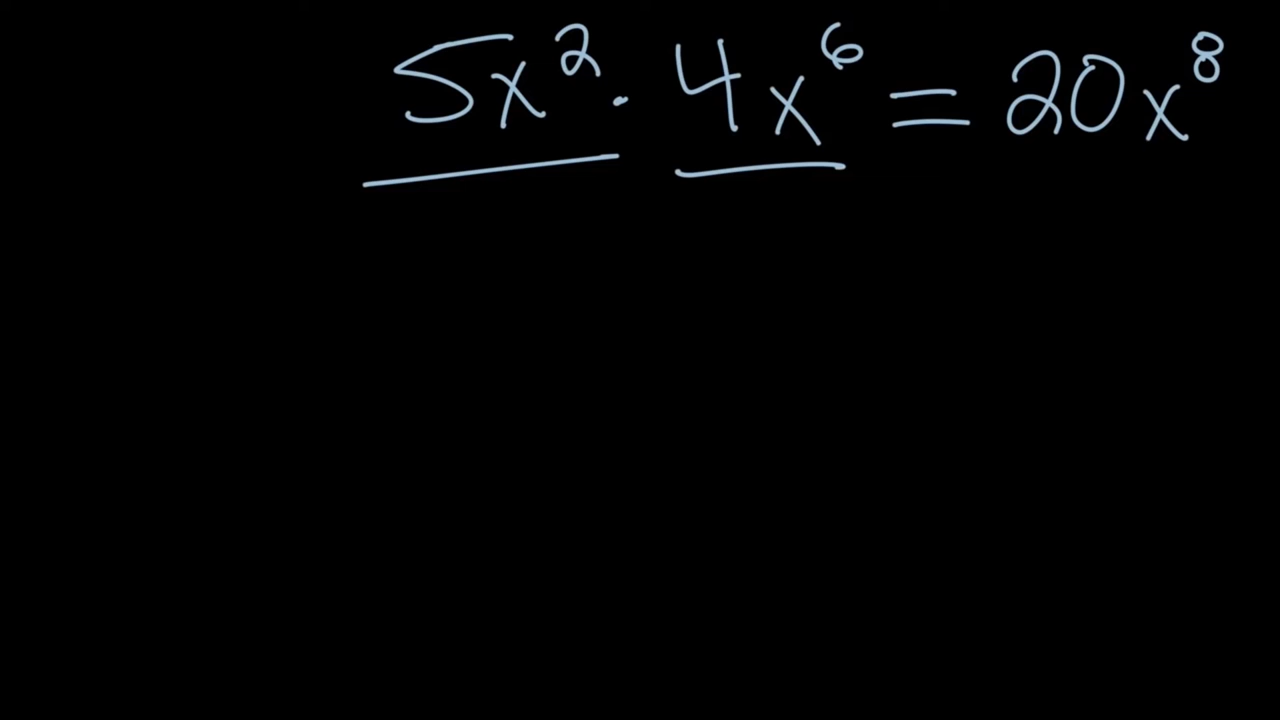 5x² · 4x⁶ = 20x⁸